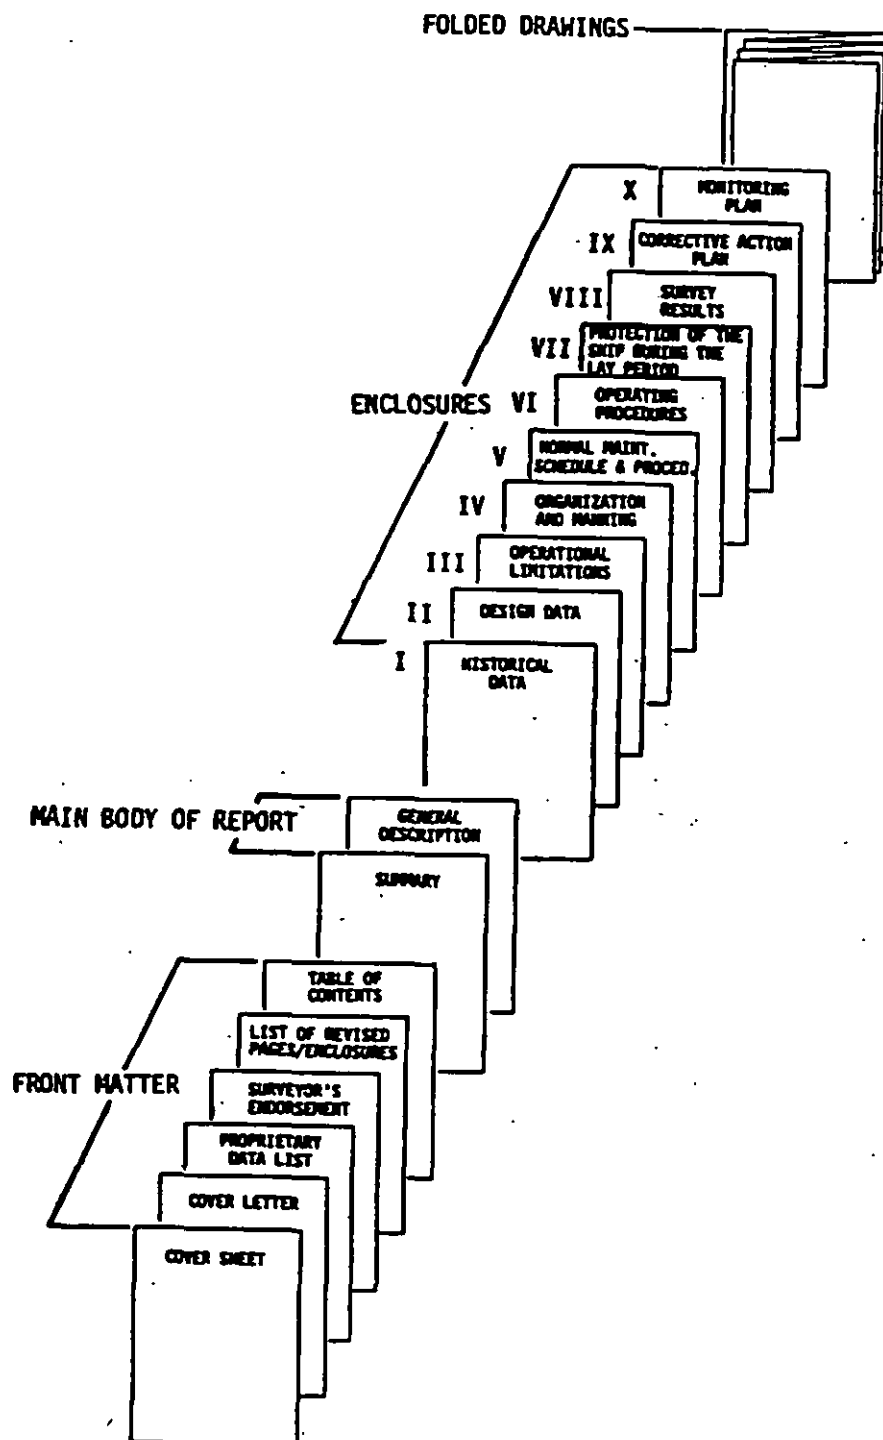 FOLDED DRAWINGS
X
MONITORING
PLAN
IX
CORRECTIVE ACTION
PLAN
VIII
SURVEY
RESULTS
VII
PROTECTION OF THE
SHIP DURING THE
LAY PERIOD
ENCLOSURES
VI
OPERATING
PROCEDURES
V
NORMAL MAINT.
SCHEDULE & PROCED.
IV
ORGANIZATION
AND MANNING
III
OPERATIONAL
LIMITATIONS
II
DESIGN DATA
I
HISTORICAL
DATA
MAIN BODY OF REPORT
GENERAL
DESCRIPTION
SUMMARY
TABLE OF
CONTENTS
LIST OF REVISED
PAGES/ENCLOSURES
FRONT MATTER
SURVEYOR'S
ENDORSEMENT
PROPRIETARY
DATA LIST
COVER LETTER
COVER SHEET